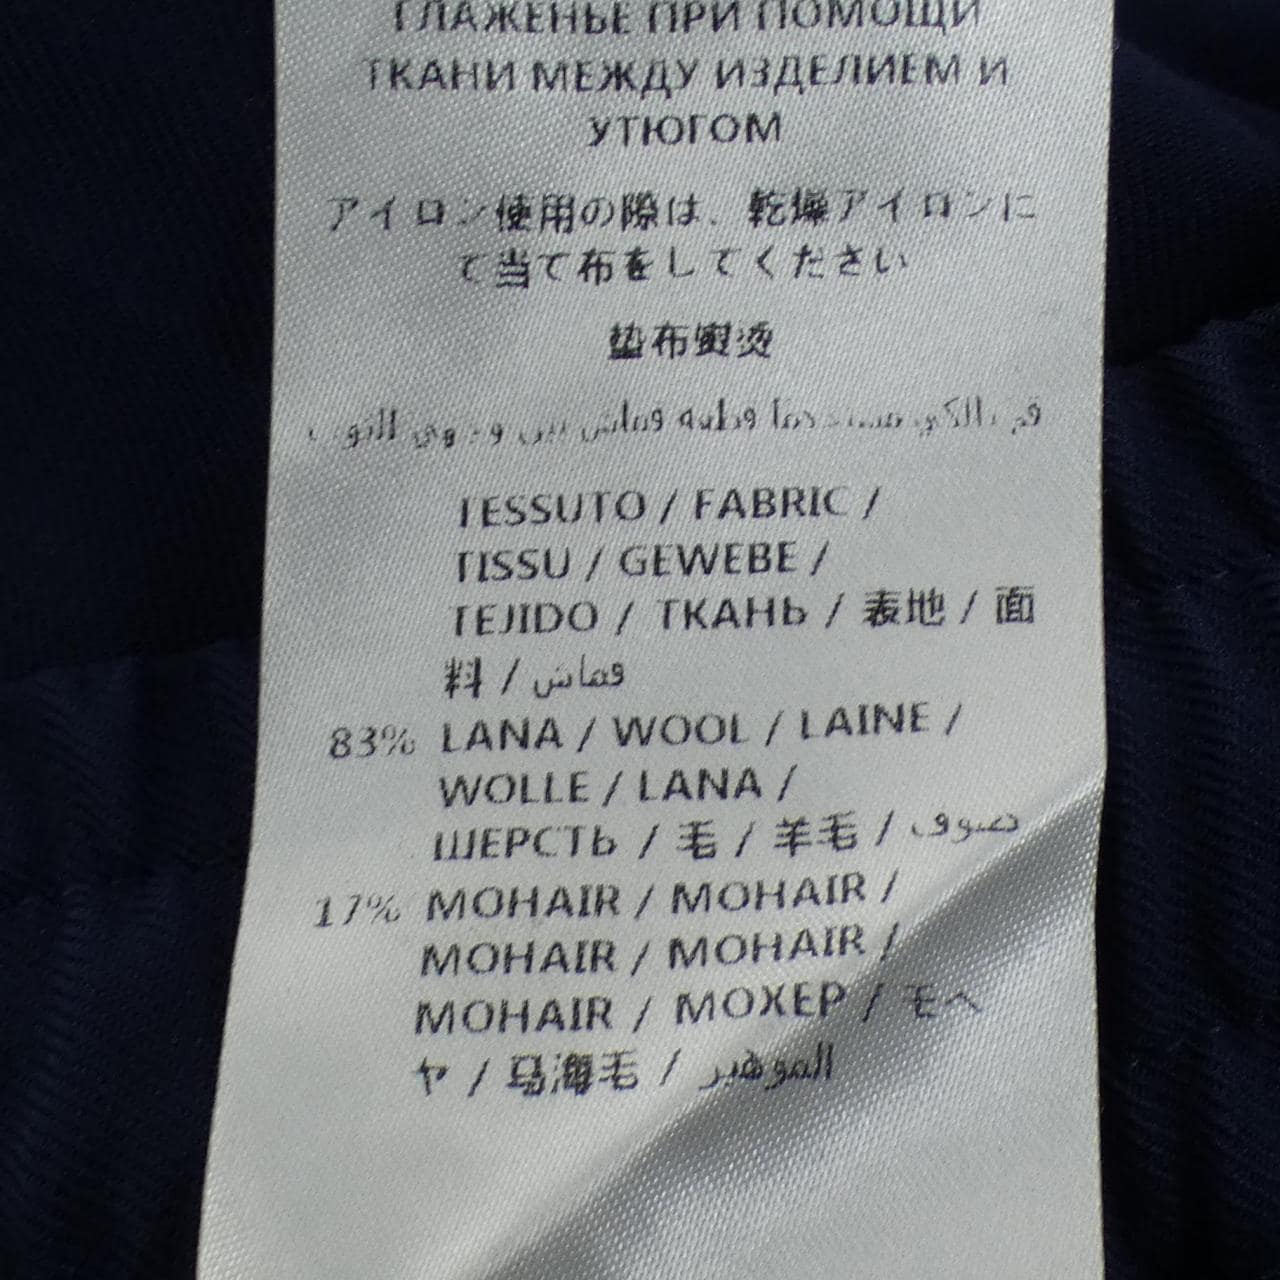 ГЛАЖЕНЬЕ ПРИ ПОМОЩИ
ТКАНИ МЕЖДУ ИЗДЕЛИЕМ И
УТЮГОМ
アイロン使用の際は、乾燥アイロンに
て当て布をしてください
垫布熨烫
TESSUTO / FABRIC /
TISSU / GEWEBE /
TEJIDO / ТКАНЬ / 表地 / 面
料 / قماش
83% LANA / WOOL / LAINE /
WOLLE / LANA /
ШЕРСТЬ / 毛 / 羊毛 / صوف
17% MOHAIR / MOHAIR /
MOHAIR / MOHAIR /
MOHAIR / МОХЕР / モヘ
ヤ / 马海毛 / الموهير